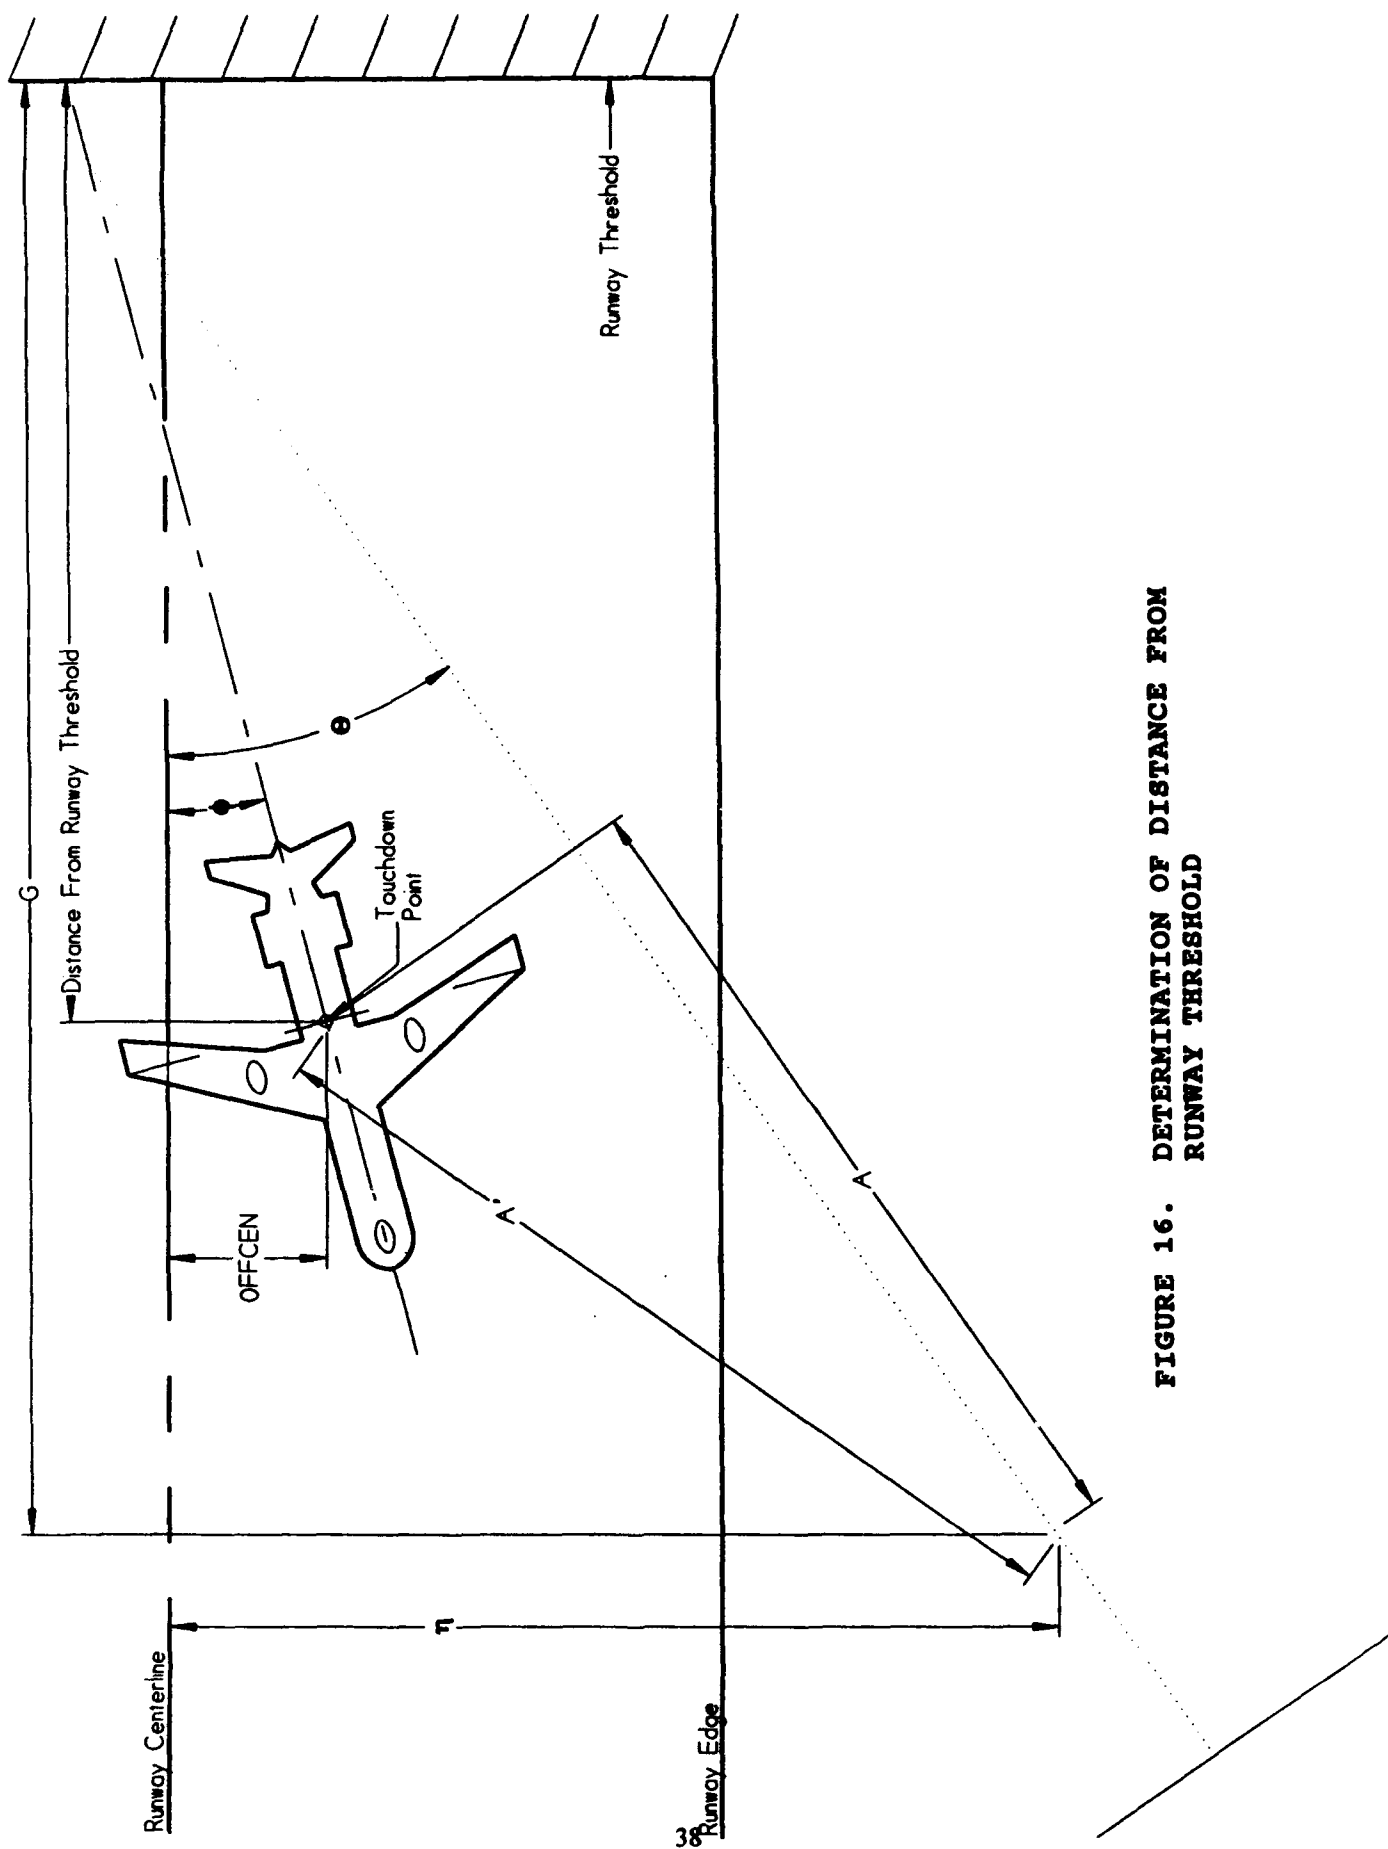 G
Distance From Runway Threshold
Runway Centerline
OFFCEN
Touchdown
Point
Θ
A'
A
η
Runway Threshold
Runway Edge
FIGURE 16. DETERMINATION OF DISTANCE FROM
RUNWAY THRESHOLD
38